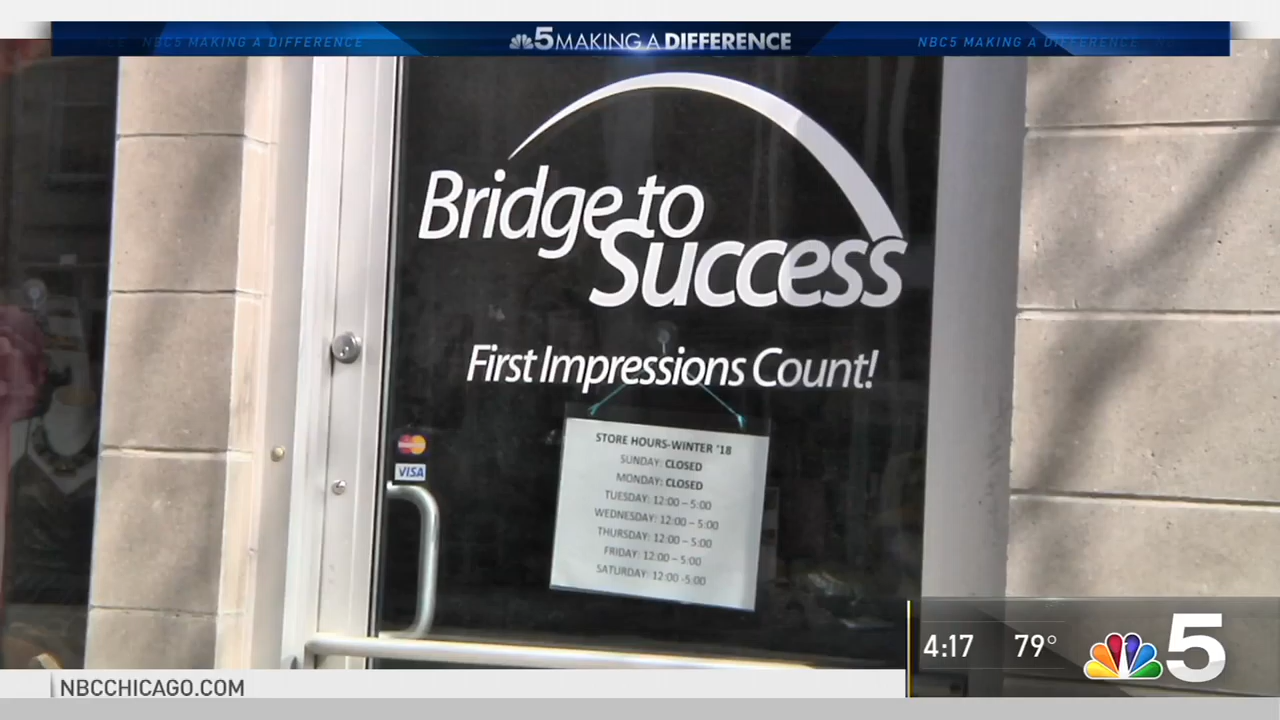 NBC5 MAKING A DIFFERENCE
5 MAKING A DIFFERENCE
NBC5 MAKING A DIFFERENCE
Bridge to
Success
First Impressions Count!
STORE HOURS-WINTER '18
SUNDAY: CLOSED
MONDAY: CLOSED
TUESDAY: 12:00 – 5:00
WEDNESDAY: 12:00 – 5:00
THURSDAY: 12:00 – 5:00
FRIDAY: 12:00 – 5:00
SATURDAY: 12:00 -5:00
VISA
4:17 79° 5
NBCCHICAGO.COM